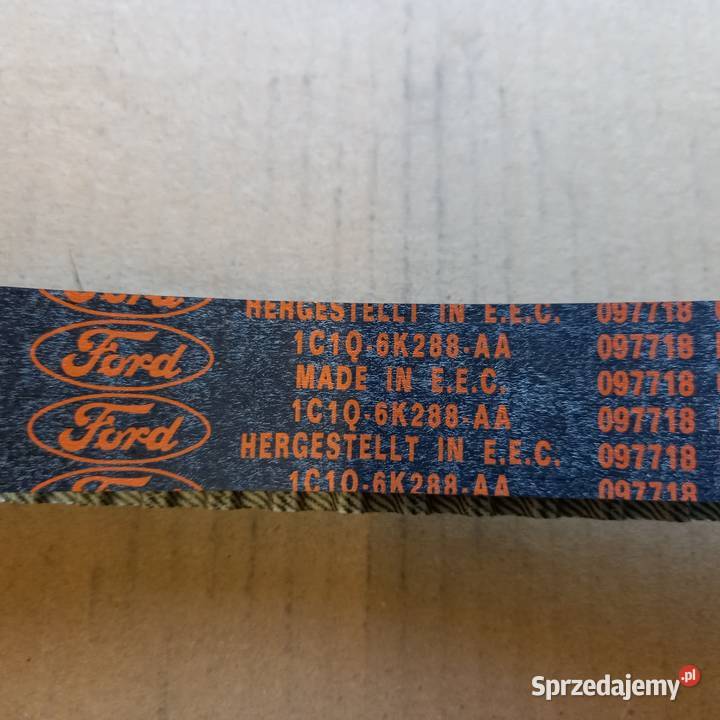 Ford HERGESTELLT IN E.E.C. 097718
Ford 1C1Q-6K288-AA 097718
MADE IN E.E.C. 097718
Ford 1C1Q-6K288-AA 097718
HERGESTELLT IN E.E.C. 097718
1C1Q-6K288-AA 097718
Sprzedajemy.pl